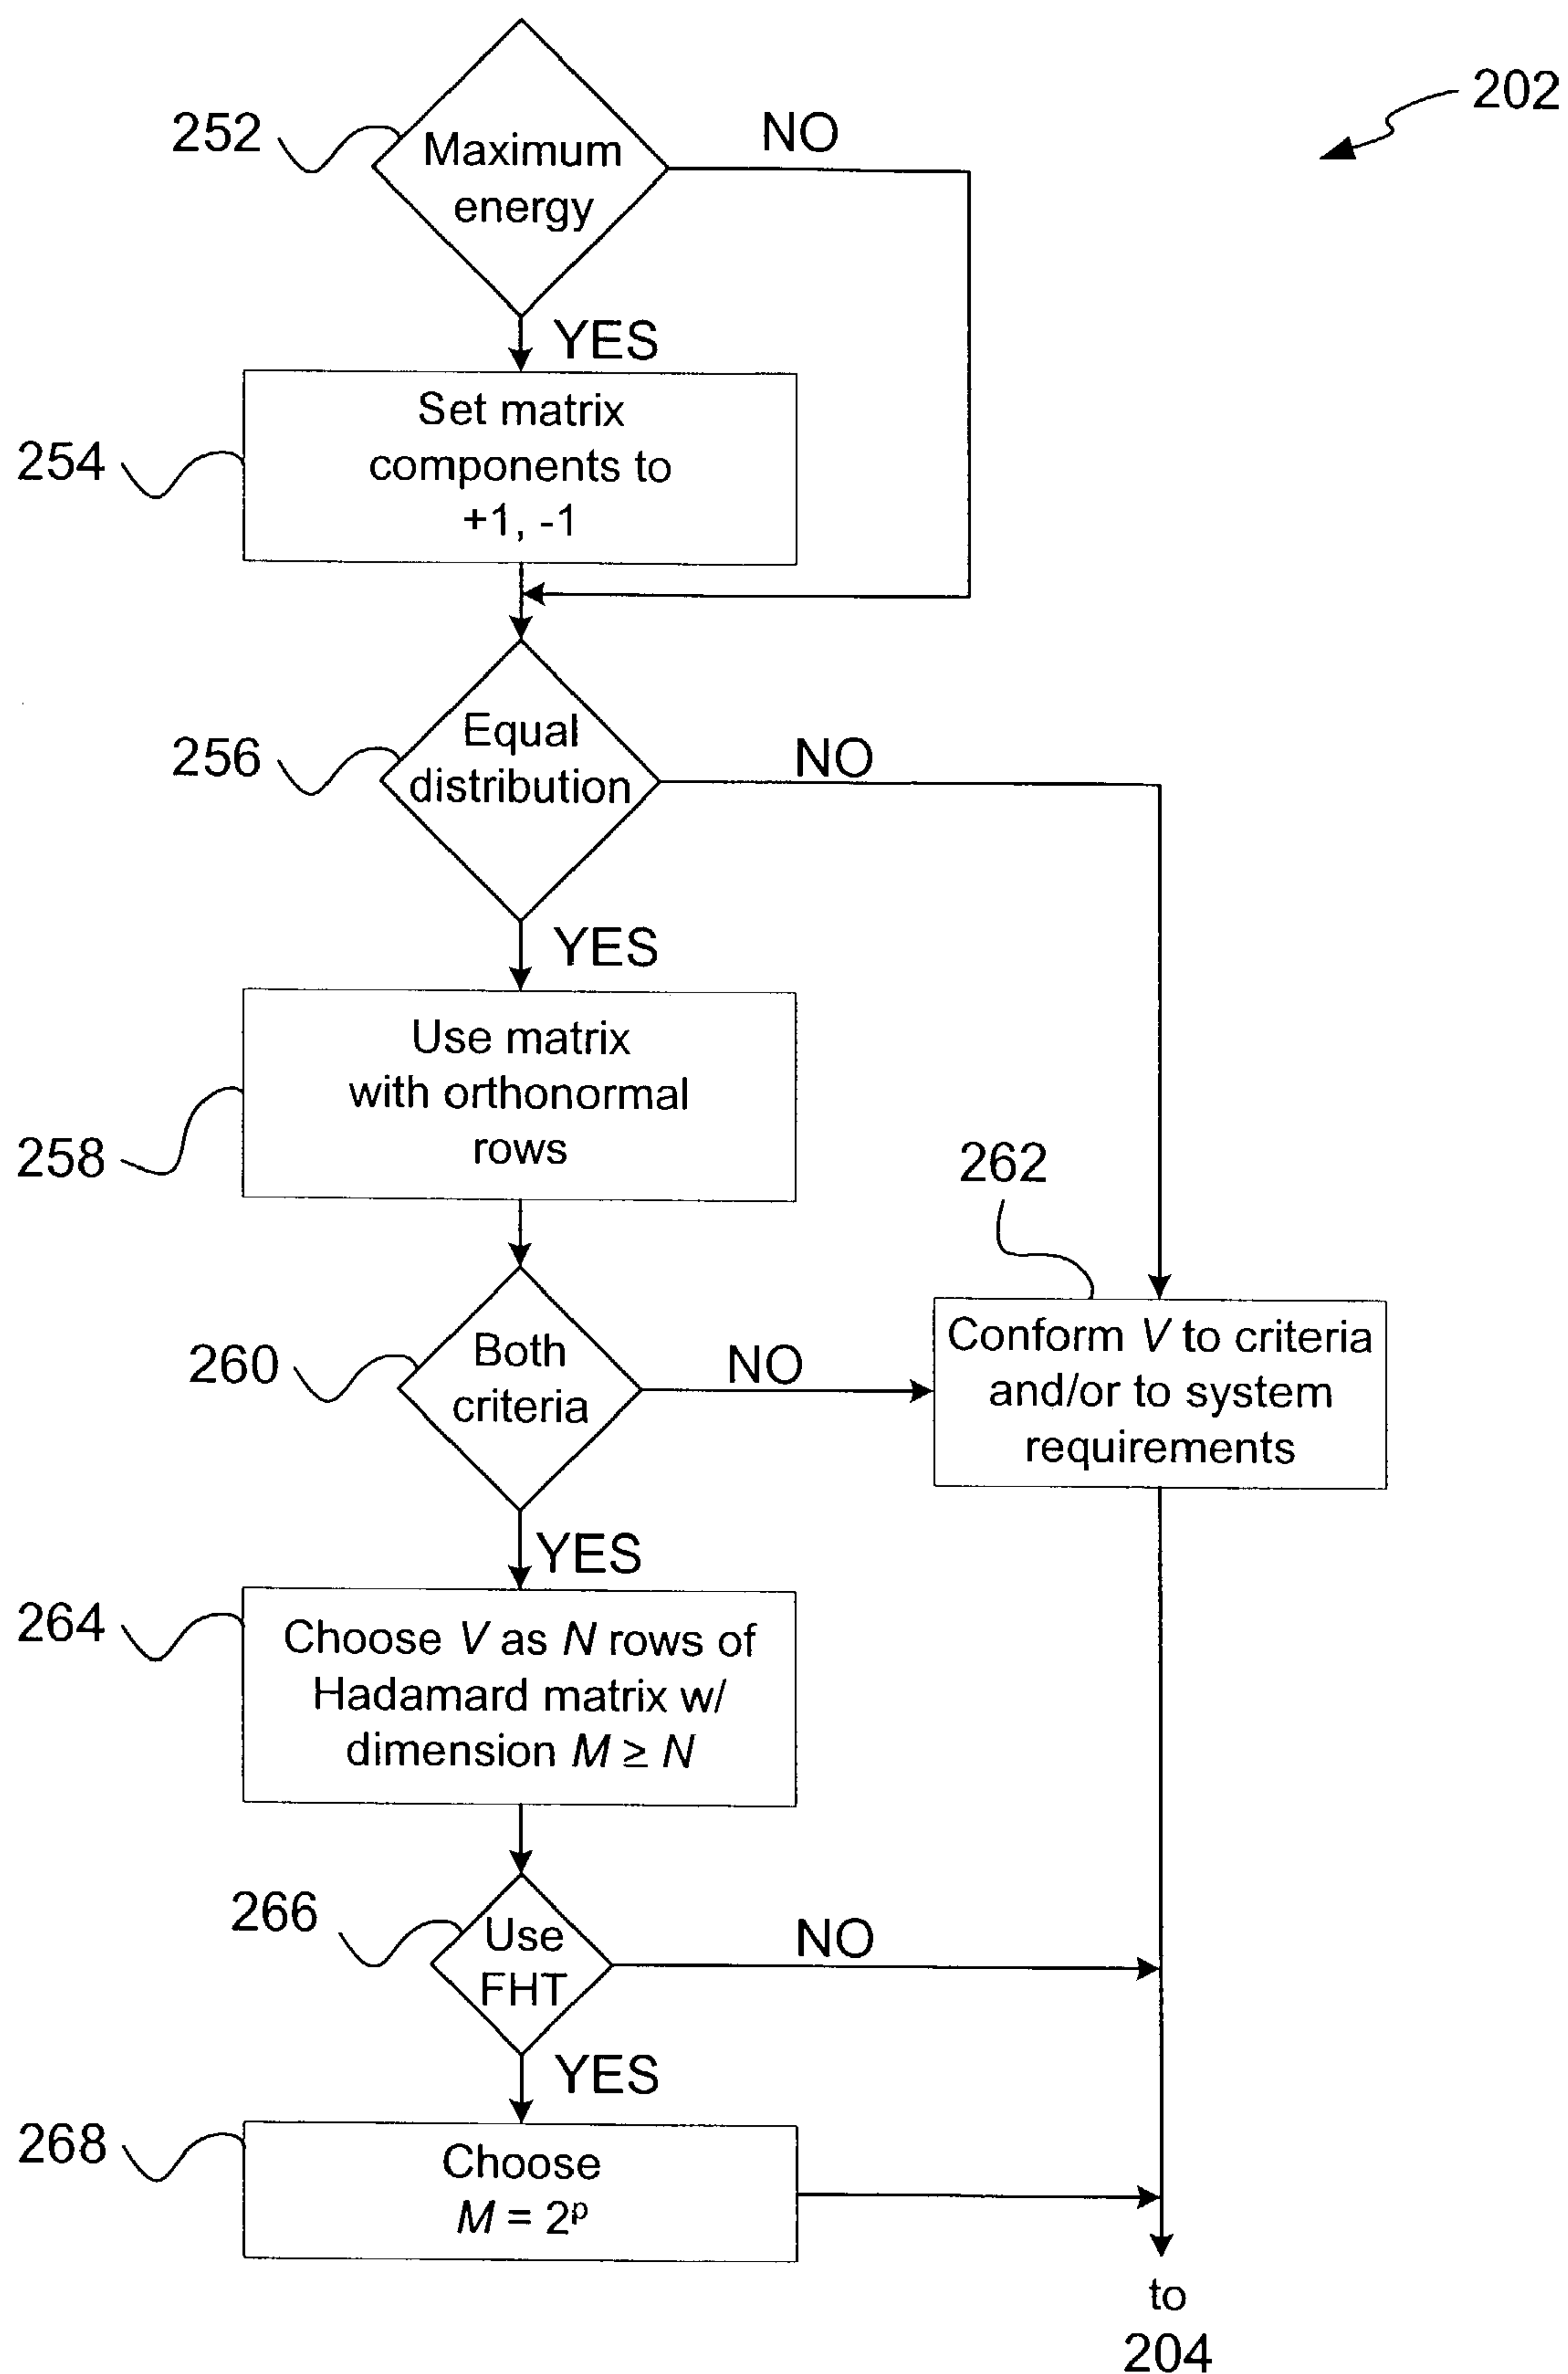 202
252
Maximum
energy
NO
YES
254
Set matrix
components to
+1, -1
256
Equal
distribution
NO
YES
258
Use matrix
with orthonormal
rows
262
Conform V to criteria
and/or to system
requirements
260
Both
criteria
NO
YES
264
Choose V as N rows of
Hadamard matrix w/
dimension M ≥ N
266
Use
FHT
NO
YES
268
Choose
M = 2ᵖ
to
204